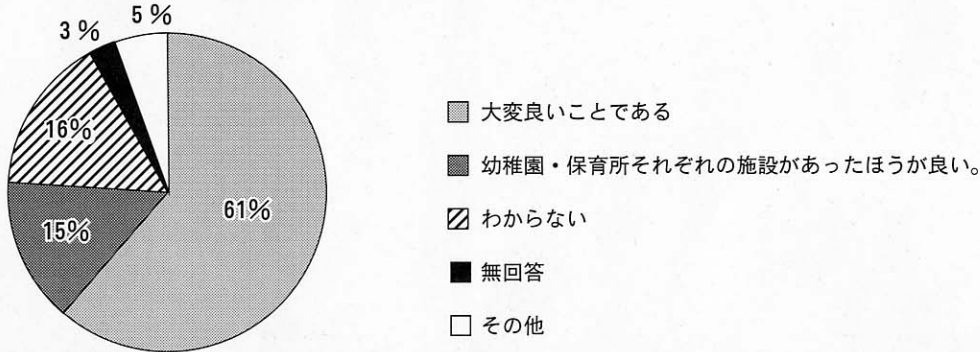 5%
3%
16%
15%
61%
大変良いことである
幼稚園・保育所それぞれの施設があったほうが良い。
わからない
無回答
その他